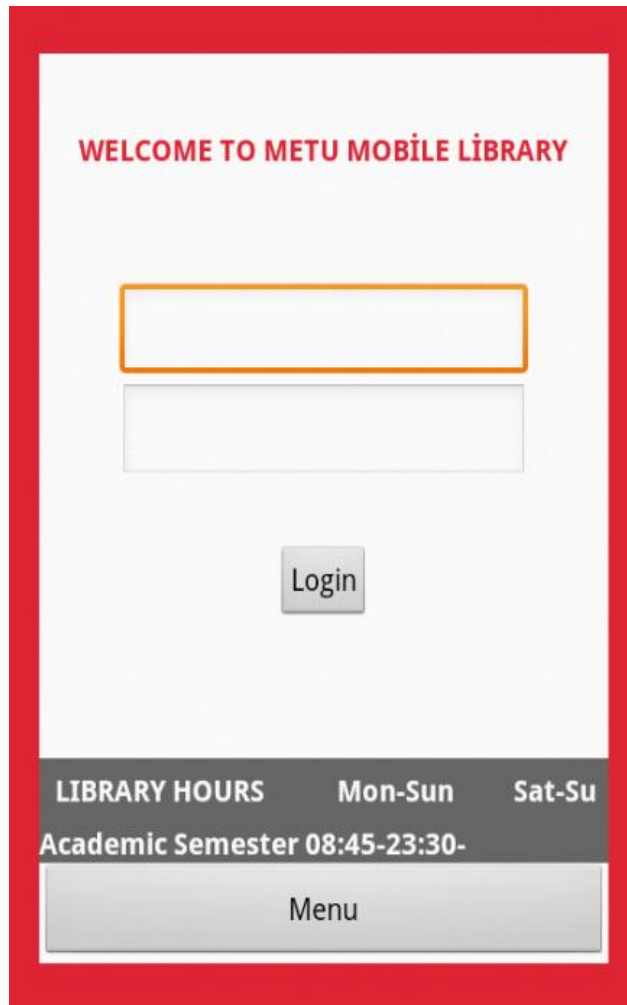 WELCOME TO METU MOBİLE LİBRARY
Login
LIBRARY HOURS Mon-Sun Sat-Su
Academic Semester 08:45-23:30-
Menu